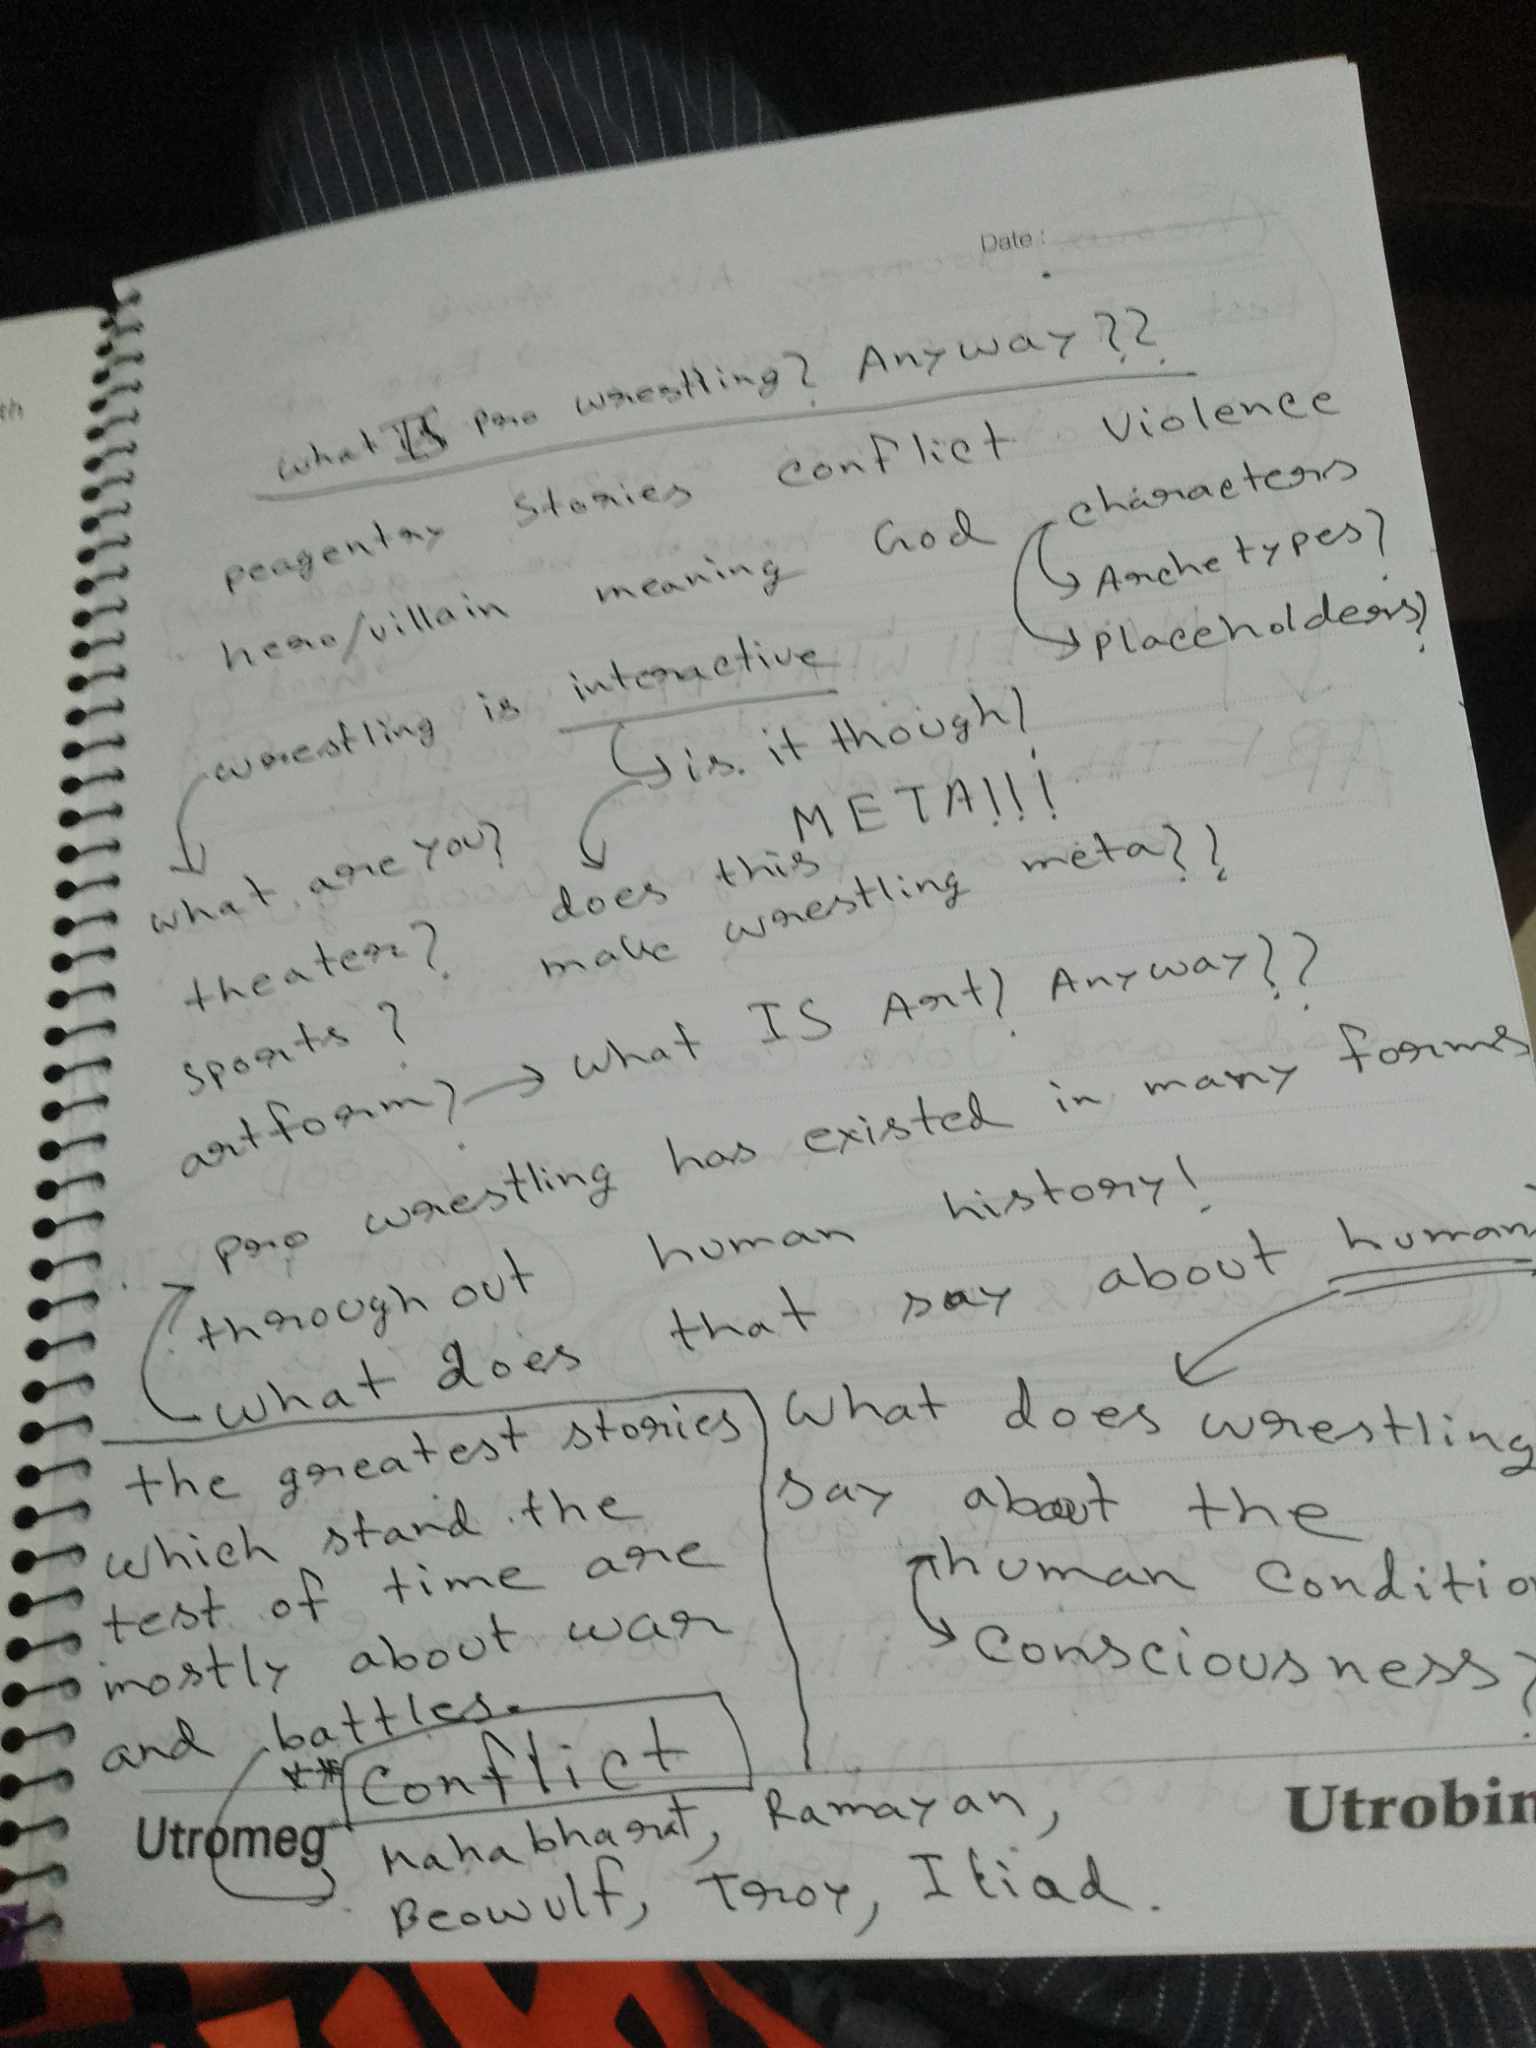 th
Date:
What IS pro wrestling? Anyway??
peagentry stories conflict violence
hero/villain meaning God characters
Archetypes?
placeholders?
wrestling is interactive
is it though?
META!!!
what are you? does this
theater? make wrestling meta??
sports?
artform? → what IS Art? Anyway??
pro wrestling has existed in many forms
through out human history!
what does that say about human
the greatest stories
which stand the
test of time are
mostly about war
and battles.
** Conflict
What does wrestling
say about the
human Conditio
Consciousness?
Utromeg
Utrobin
Mahabharat, Ramayan,
Beowulf, Troy, Iliad.